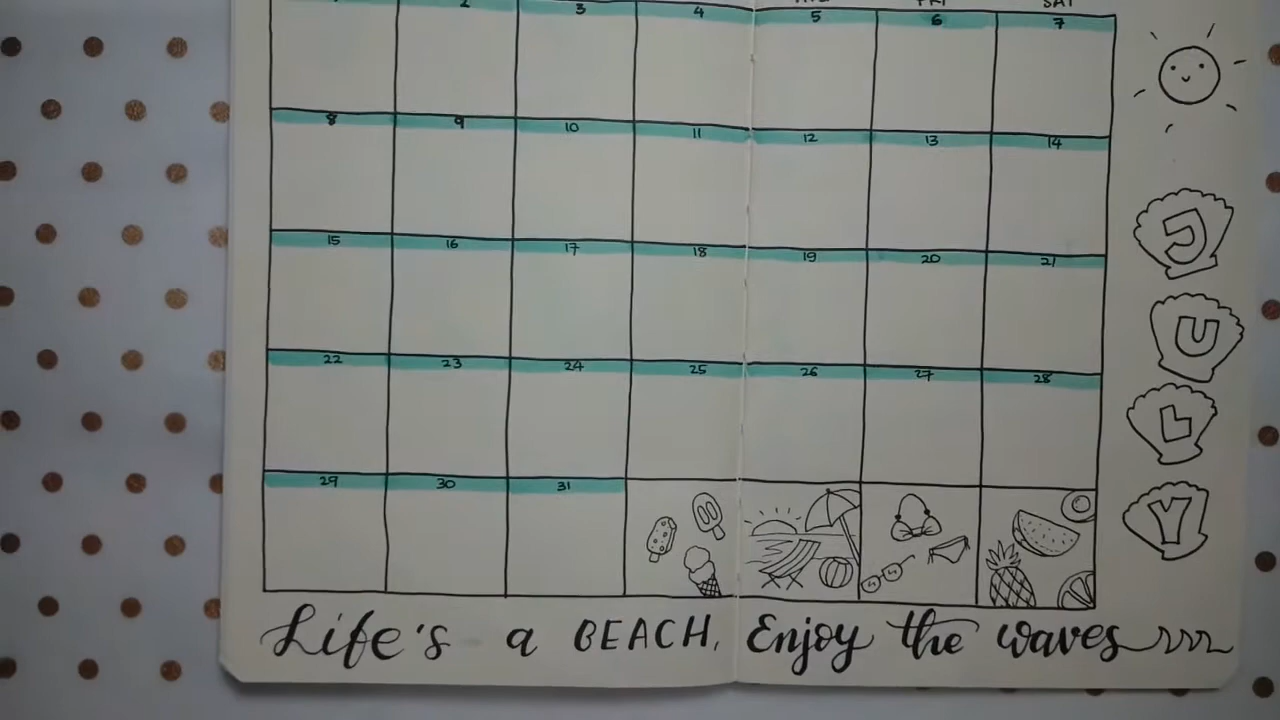 FRI SAT
1 2 3 4 5 6 7
8 9 10 11 12 13 14
15 16 17 18 19 20 21
22 23 24 25 26 27 28
29 30 31
J
U
L
Y
Life's a BEACH, Enjoy the waves